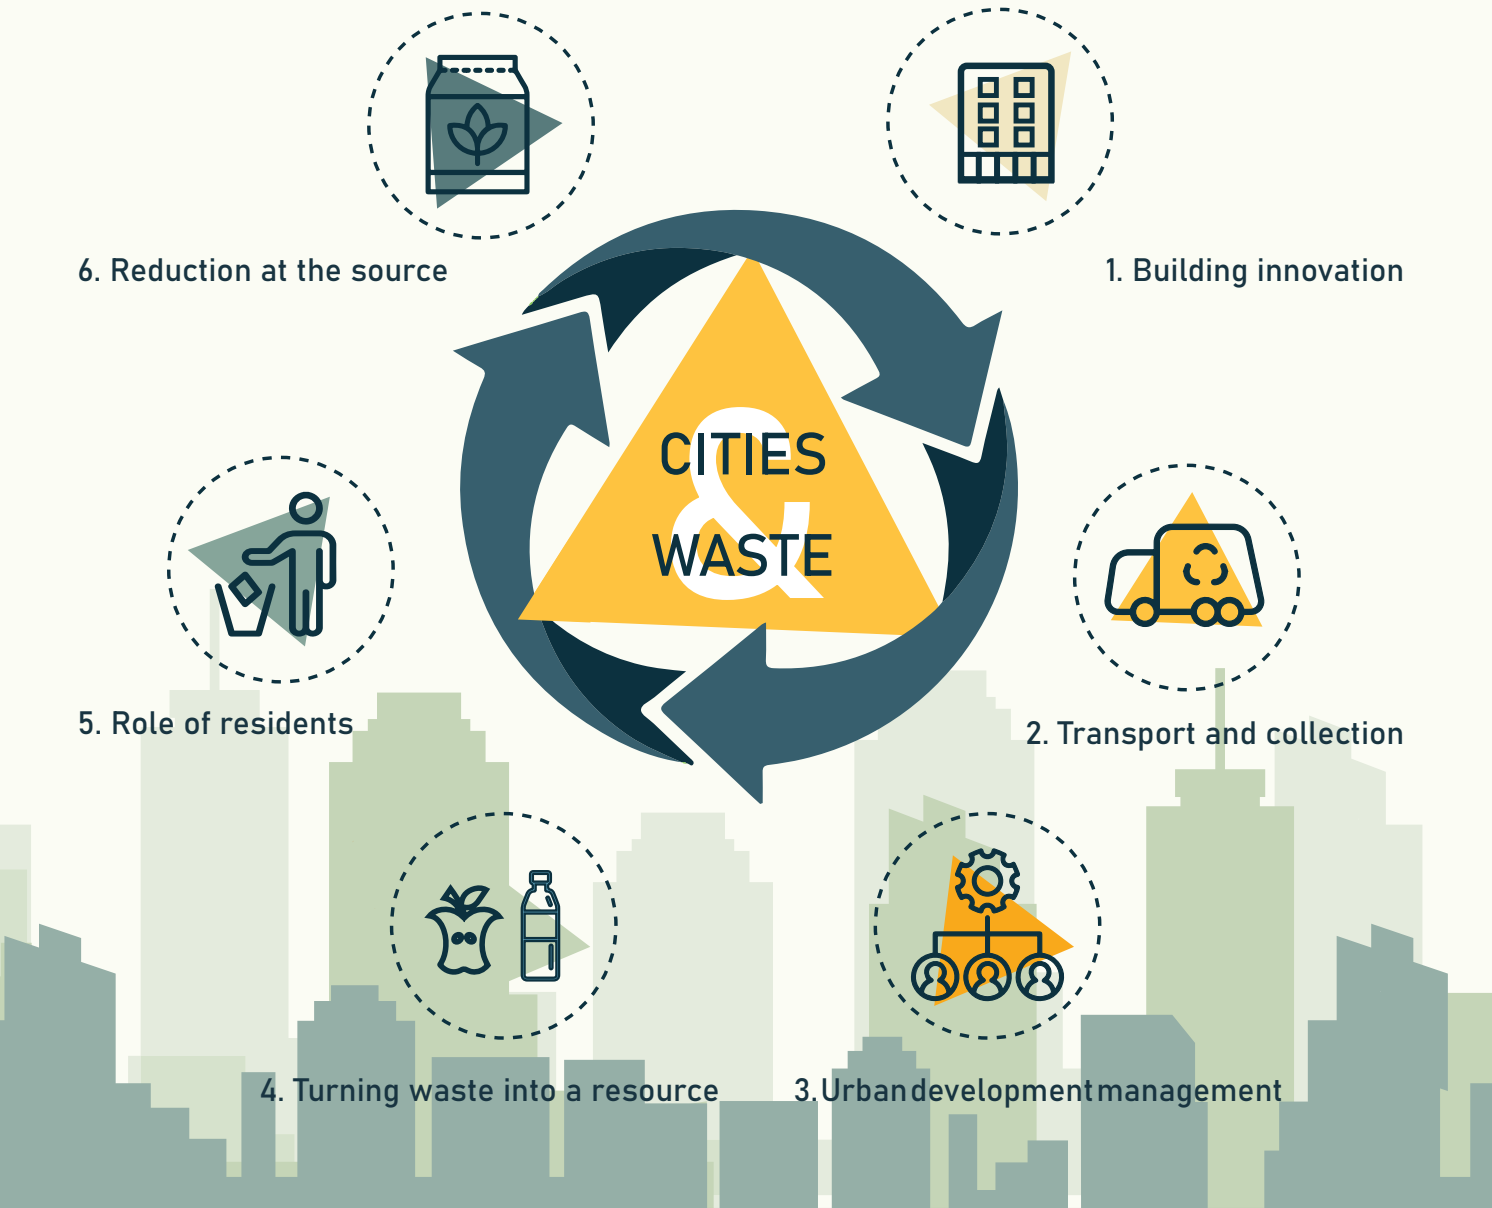 6. Reduction at the source
1. Building innovation
CITIES
&
WASTE
5. Role of residents
2. Transport and collection
4. Turning waste into a resource
3. Urban development management